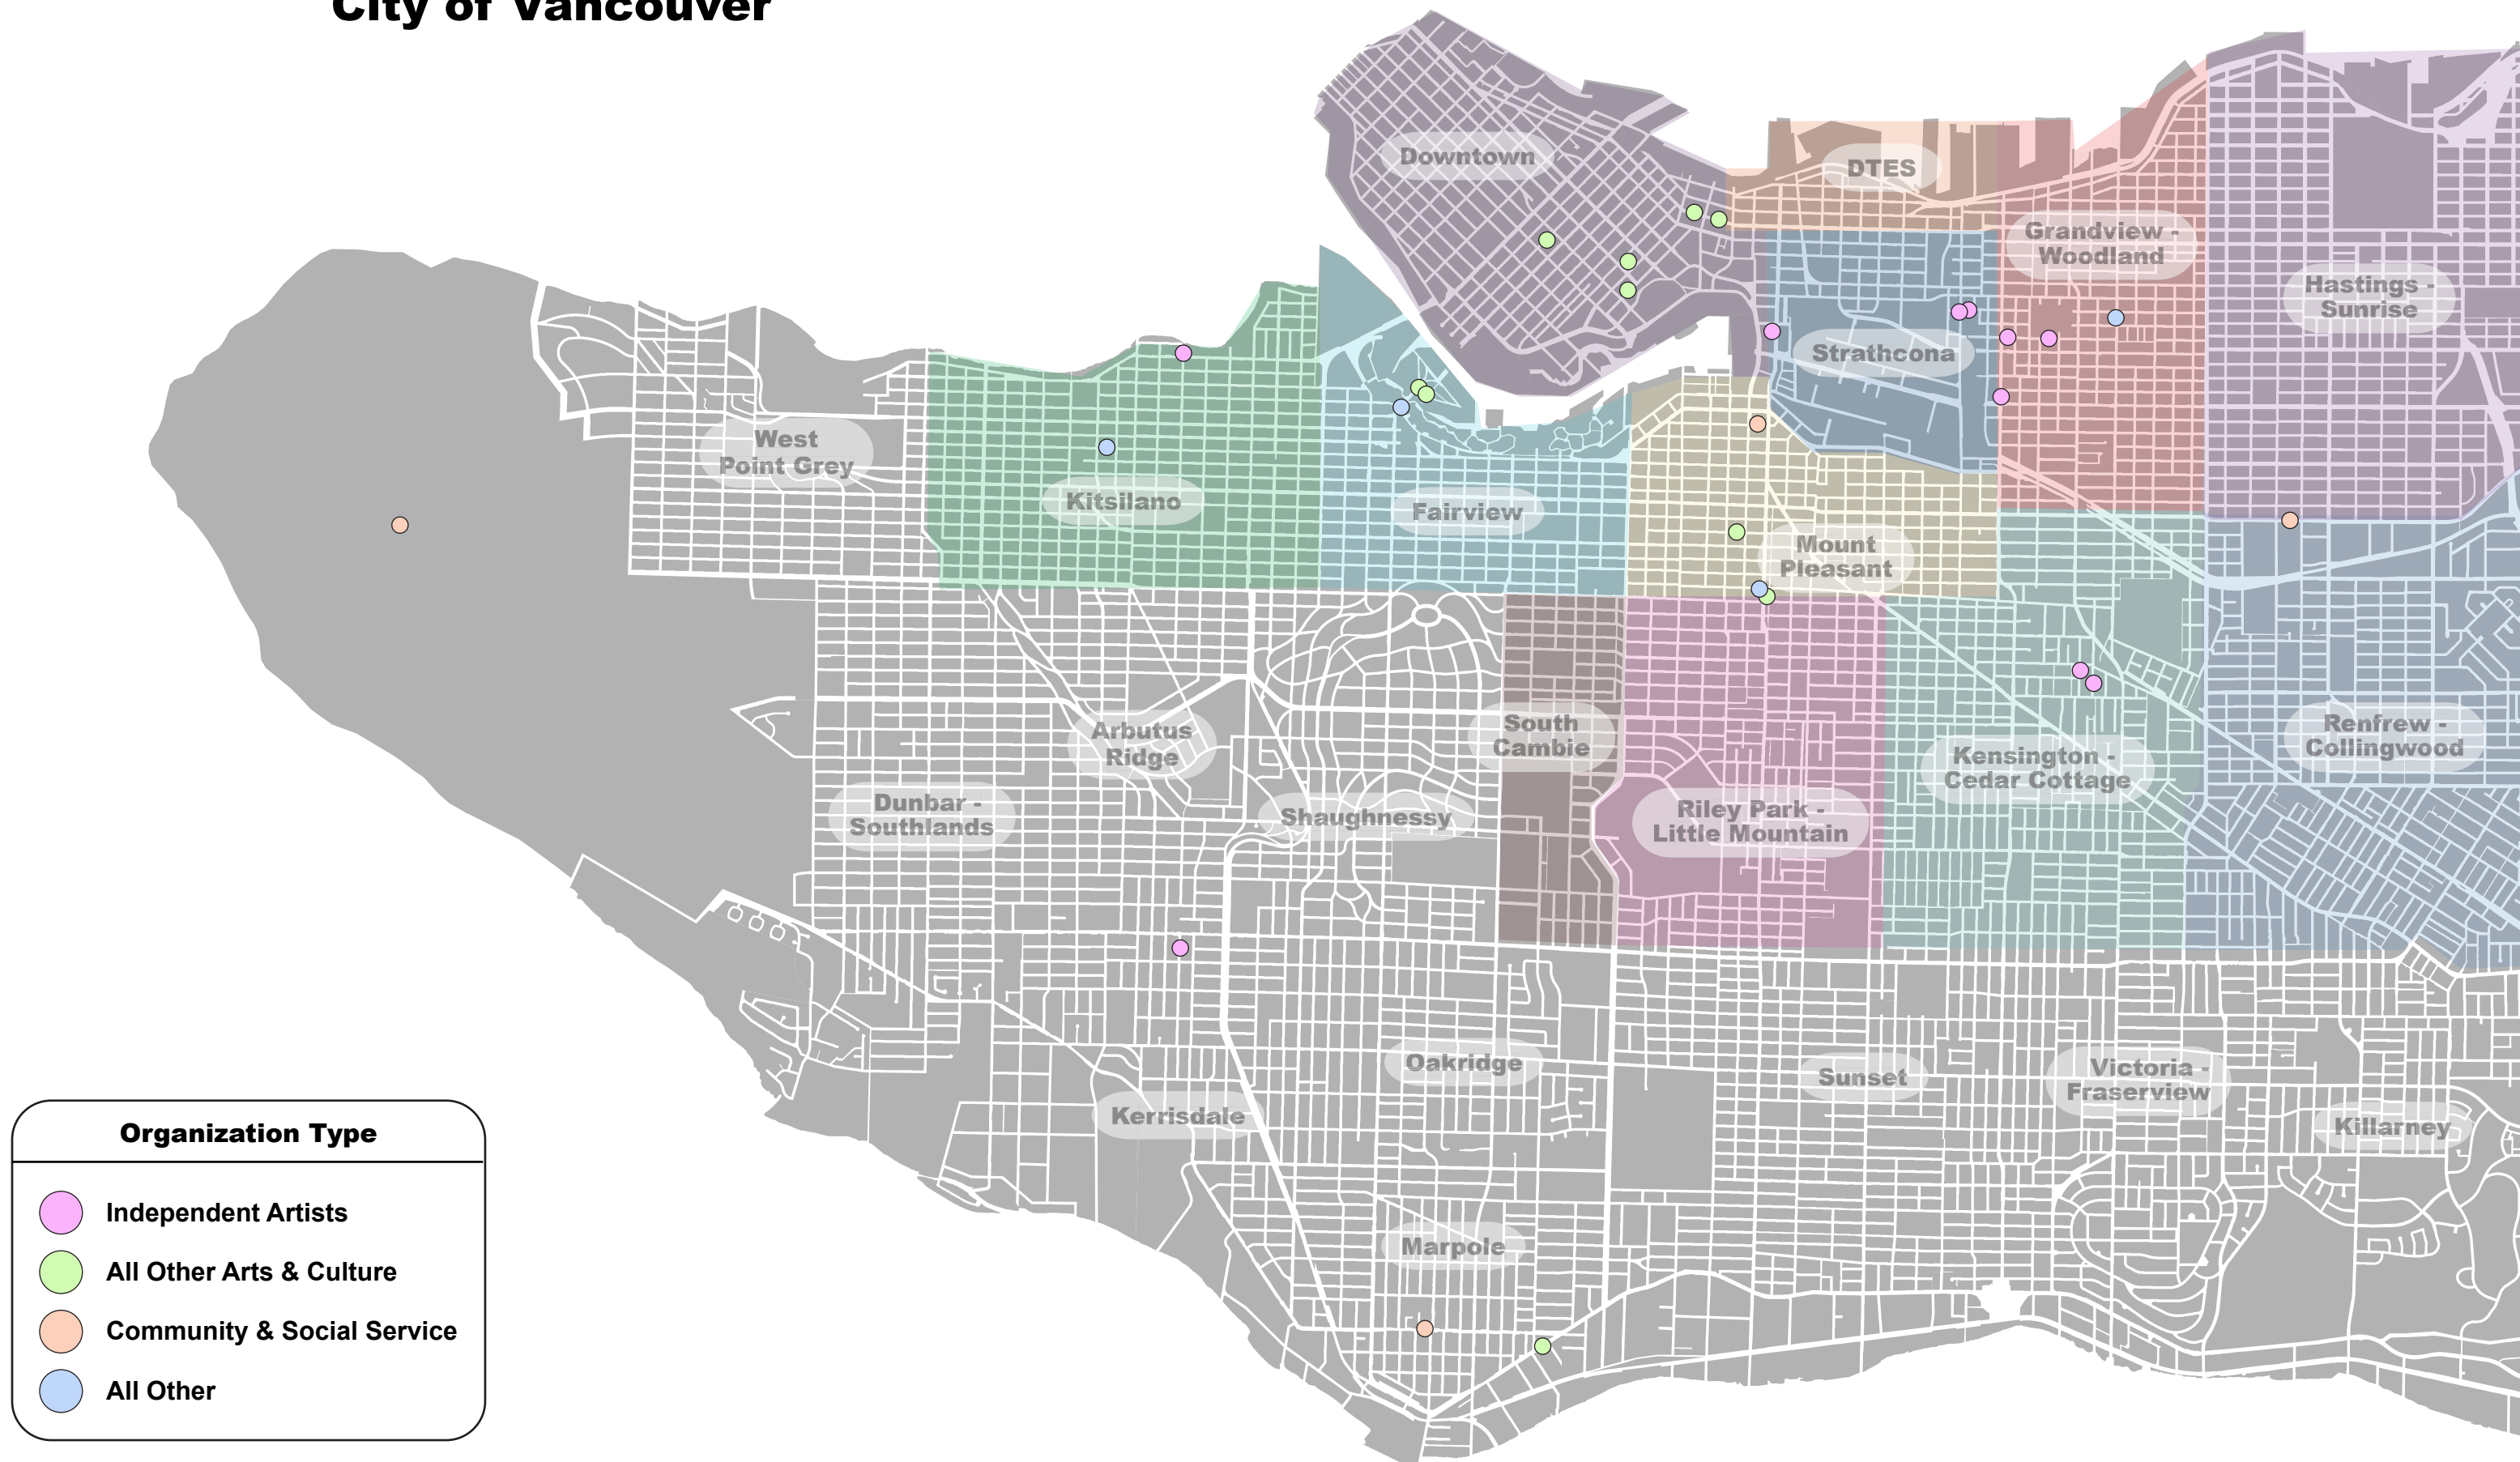 City of Vancouver
Downtown
DTES
Grandview -
Woodland
Hastings -
Sunrise
Strathcona
West
Point Grey
Kitsilano
Fairview
Mount
Pleasant
Arbutus
Ridge
South
Cambie
Renfrew -
Collingwood
Kensington -
Cedar Cottage
Dunbar -
Southlands
Shaughnessy
Riley Park -
Little Mountain
Oakridge
Sunset
Victoria -
Fraserview
Kerrisdale
Killarney
Marpole
Organization Type
Independent Artists
All Other Arts & Culture
Community & Social Service
All Other